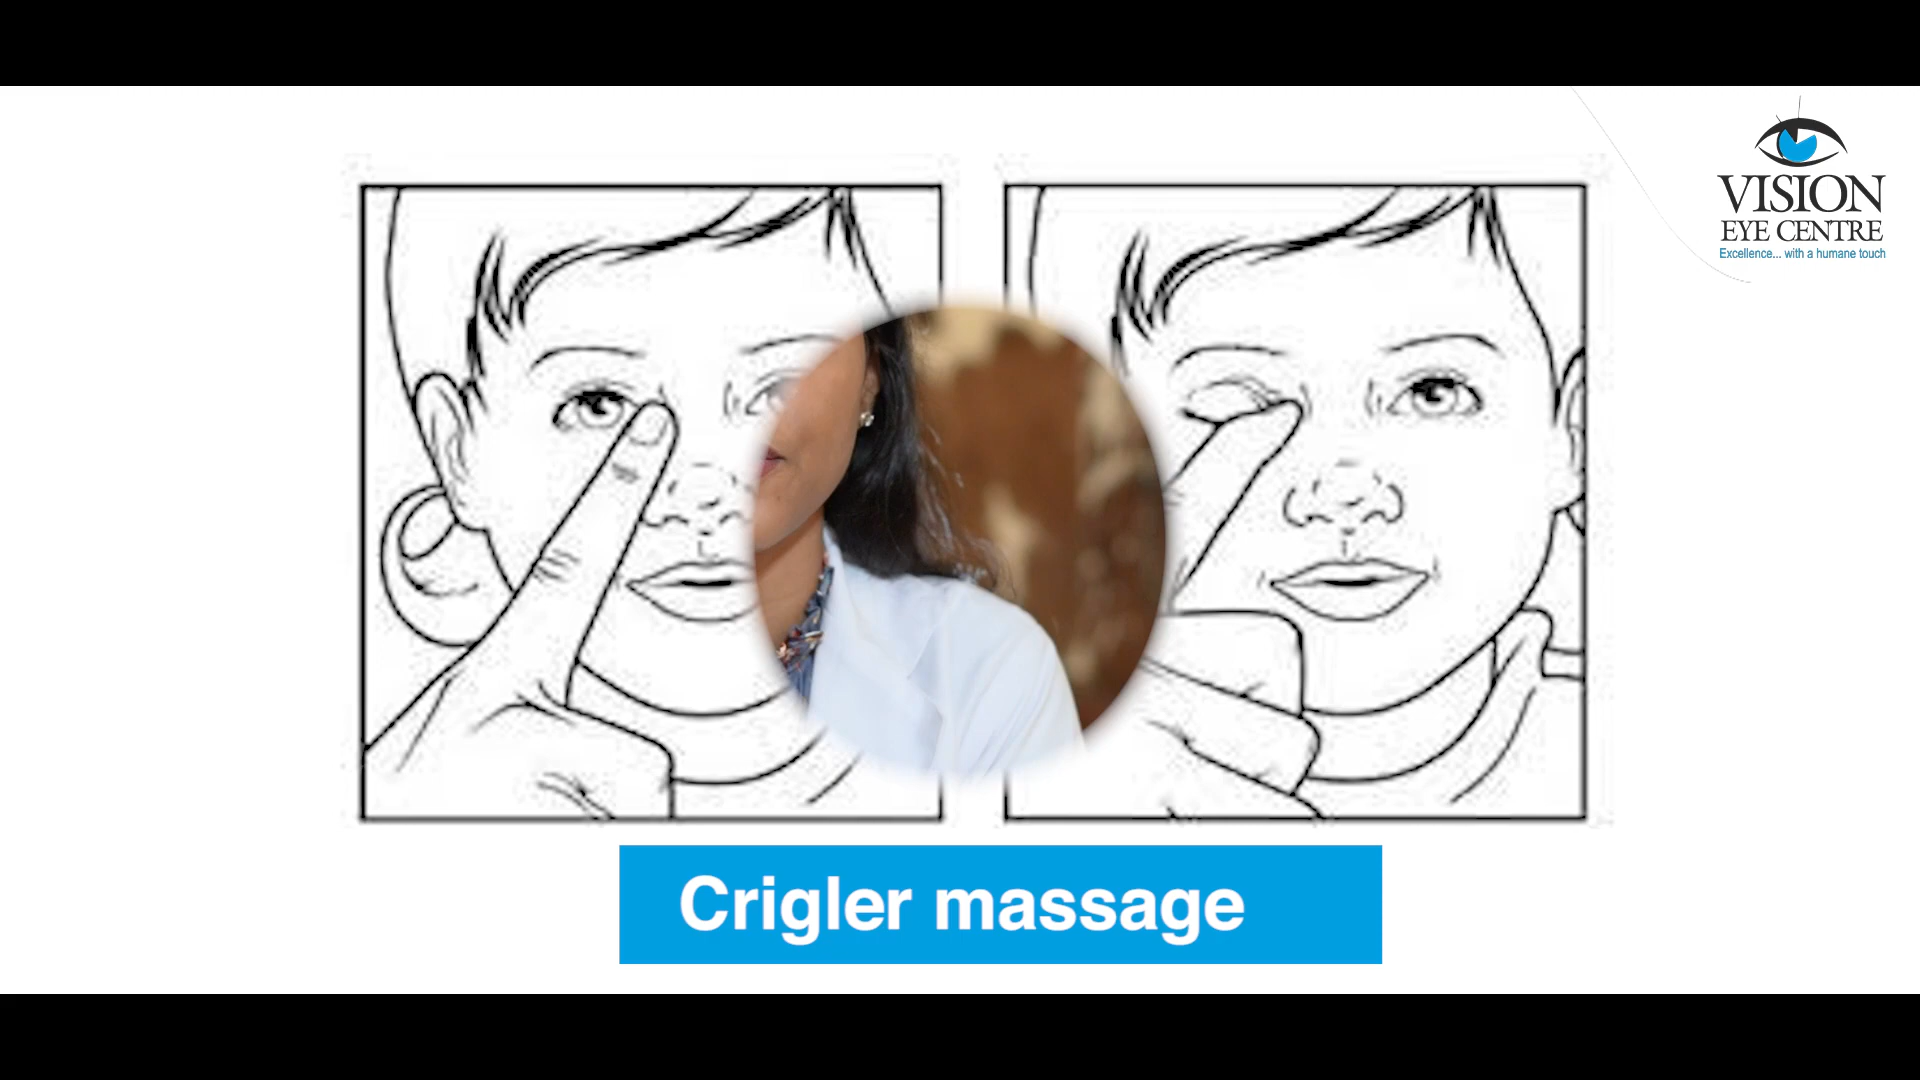 VISION
EYE CENTRE
Excellence... with a humane touch
Crigler massage